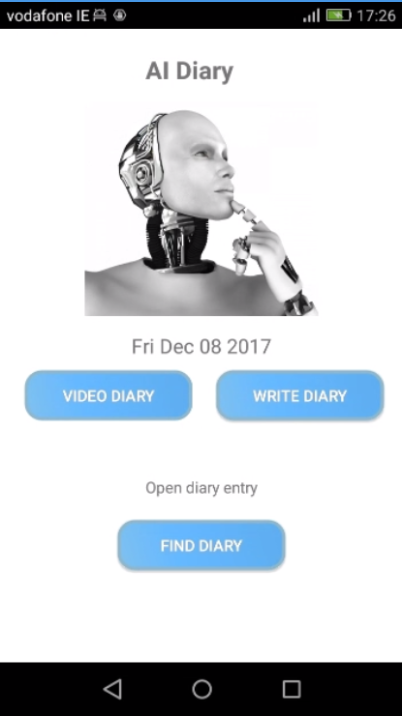 vodafone IE 17:26
AI Diary
Fri Dec 08 2017
VIDEO DIARY WRITE DIARY
Open diary entry
FIND DIARY